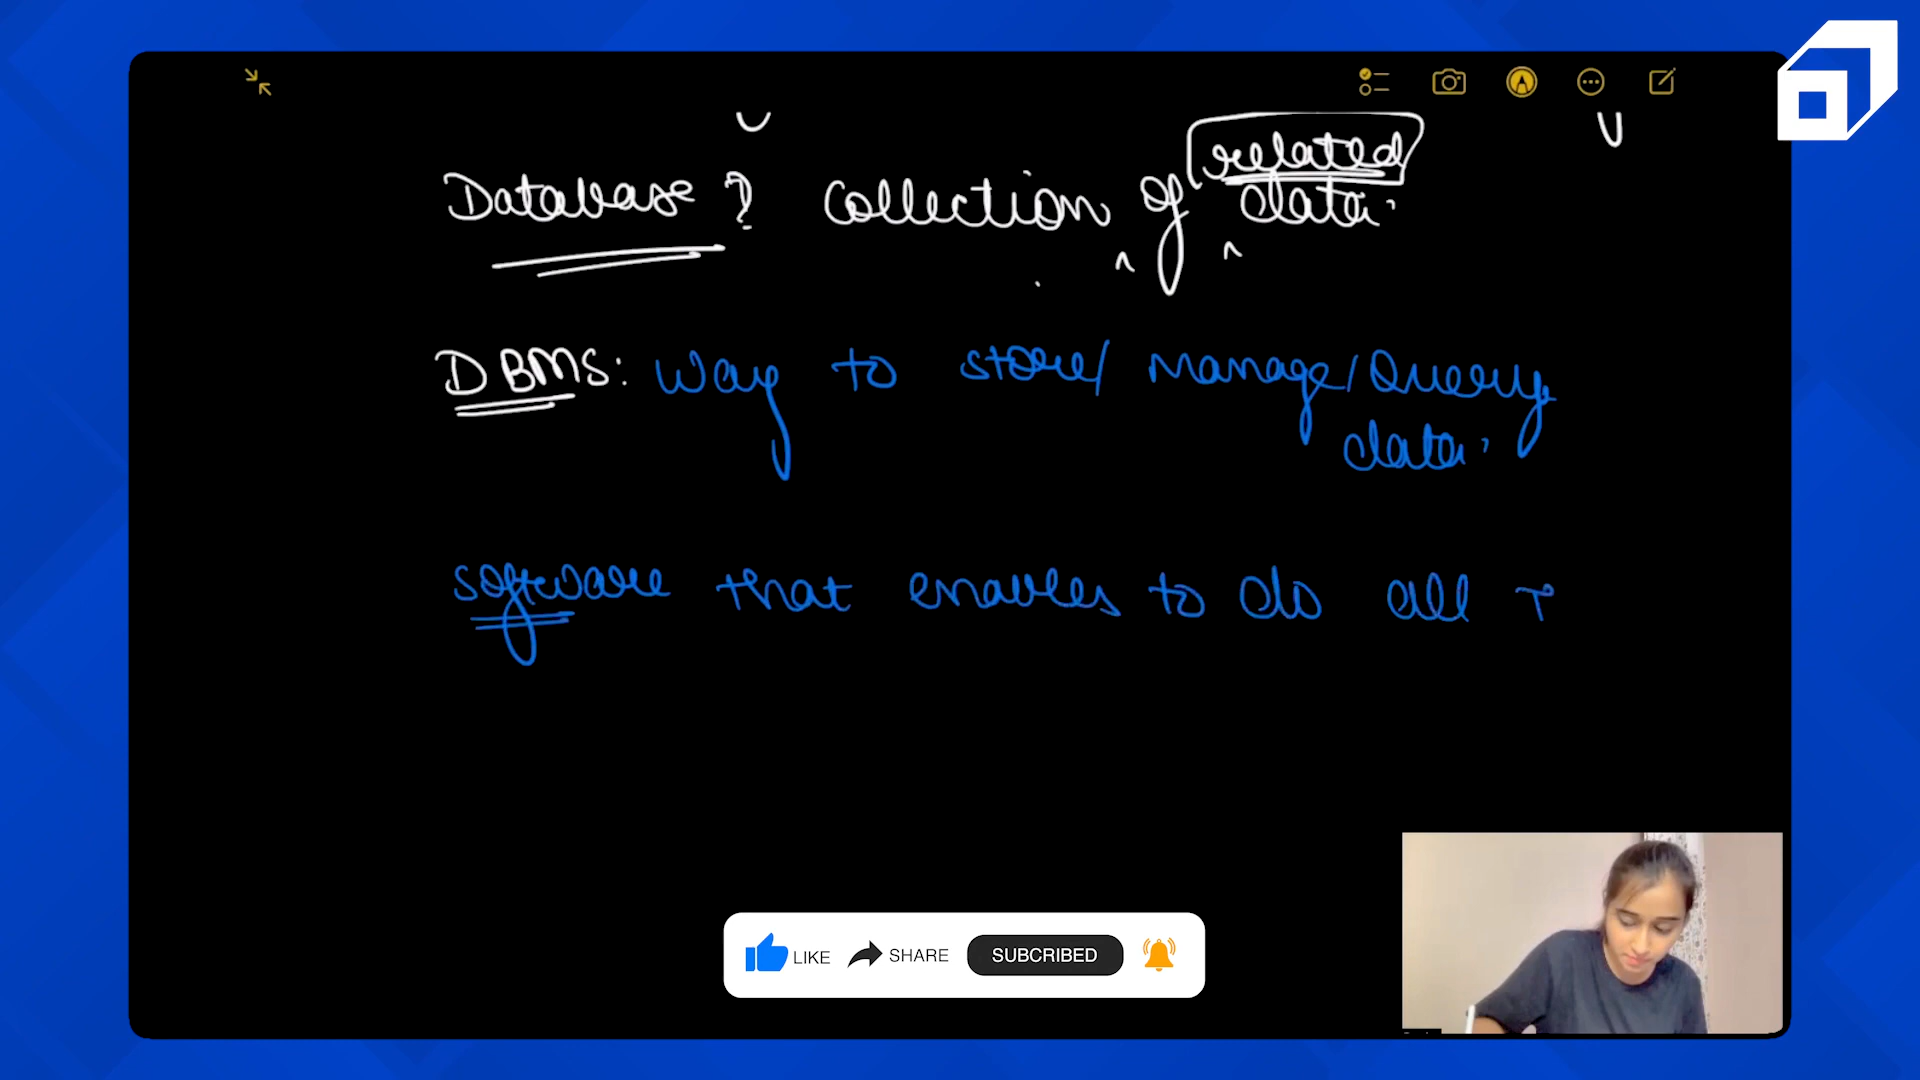 related
Database? Collection of data.
DBMS: Way to store/ Manage/Query
data.
software that enables to do all T
LIKE SHARE SUBCRIBED